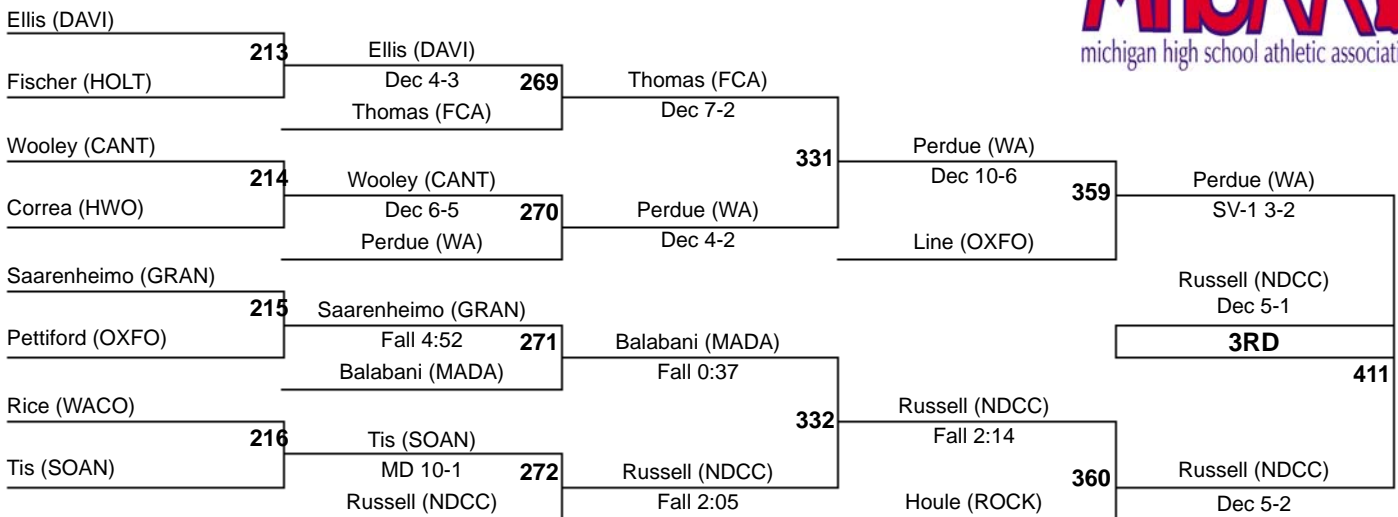 Ellis (DAVI)
213
Fischer (HOLT)
Wooley (CANT)
214
Correa (HWO)
Saarenheimo (GRAN)
215
Pettiford (OXFO)
Rice (WACO)
216
Tis (SOAN)
Ellis (DAVI)
Dec 4-3
269
Thomas (FCA)
Wooley (CANT)
Dec 6-5
270
Perdue (WA)
Saarenheimo (GRAN)
Fall 4:52
271
Balabani (MADA)
Tis (SOAN)
MD 10-1
272
Russell (NDCC)
Thomas (FCA)
Dec 7-2
331
Perdue (WA)
Dec 4-2
Balabani (MADA)
Fall 0:37
332
Russell (NDCC)
Fall 2:05
Perdue (WA)
Dec 10-6
359
Line (OXFO)
Russell (NDCC)
Fall 2:14
360
Houle (ROCK)
Perdue (WA)
SV-1 3-2
Russell (NDCC)
Dec 5-1
3RD
411
Russell (NDCC)
Dec 5-2
michigan high school athletic